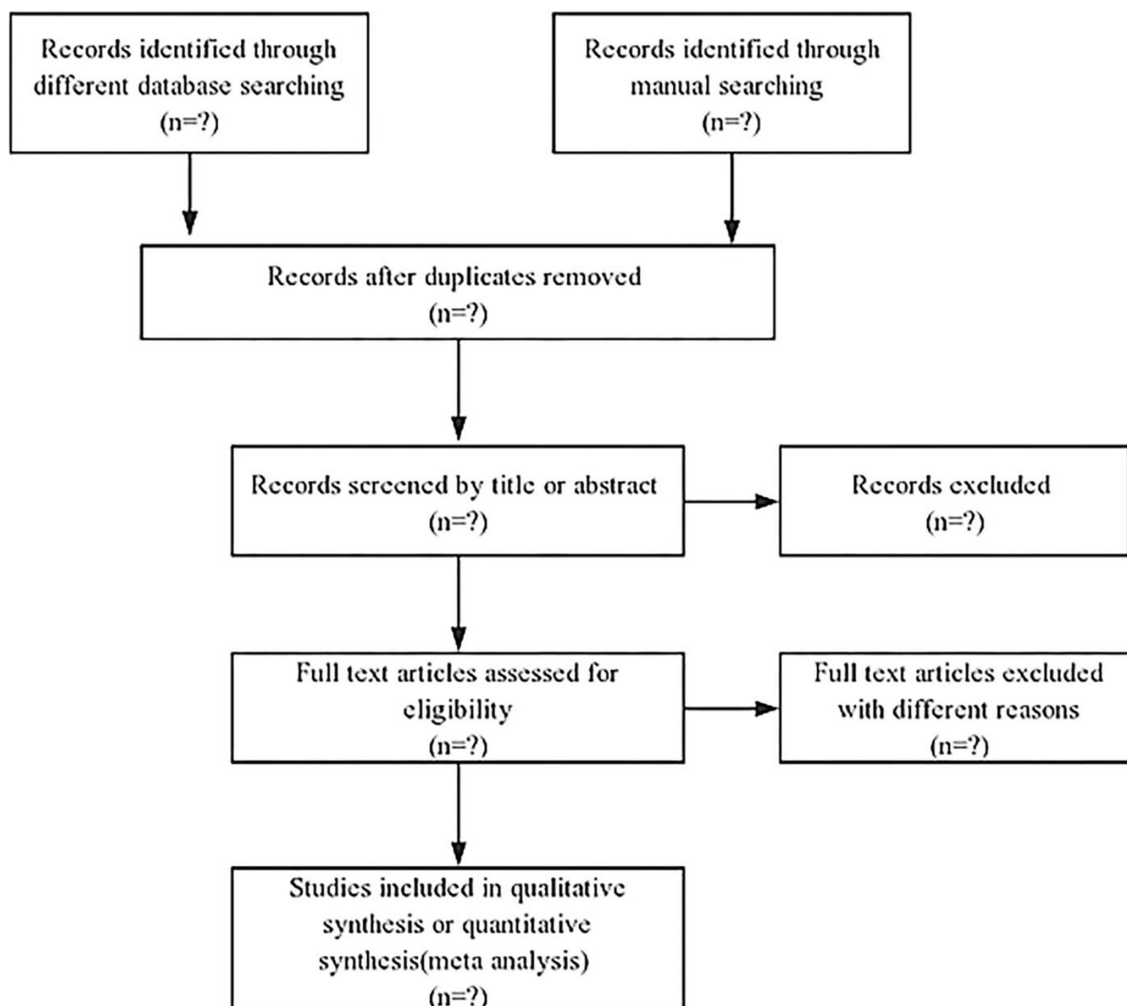 Records identified through
different database searching
(n=?)
Records identified through
manual searching
(n=?)
Records after duplicates removed
(n=?)
Records screened by title or abstract
(n=?)
Records excluded
(n=?)
Full text articles assessed for
eligibility
(n=?)
Full text articles excluded
with different reasons
(n=?)
Studies included in qualitative
synthesis or quantitative
synthesis(meta analysis)
(n=?)